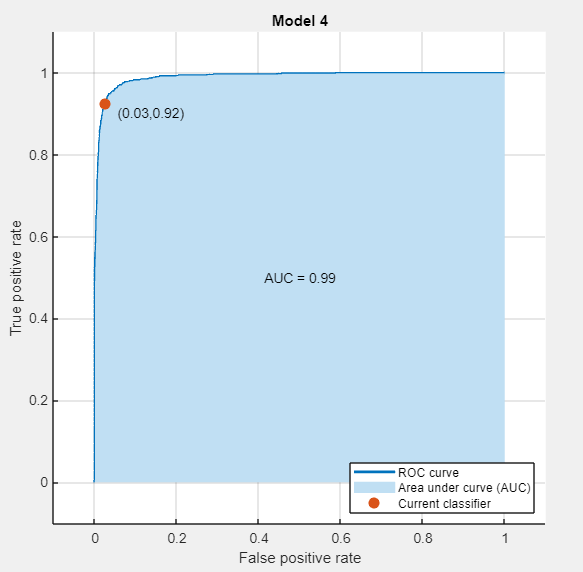 Model 4
1
0.8
0.6
0.4
0.2
0
True positive rate
(0.03,0.92)
AUC = 0.99
ROC curve
Area under curve (AUC)
Current classifier
0 0.2 0.4 0.6 0.8 1
False positive rate